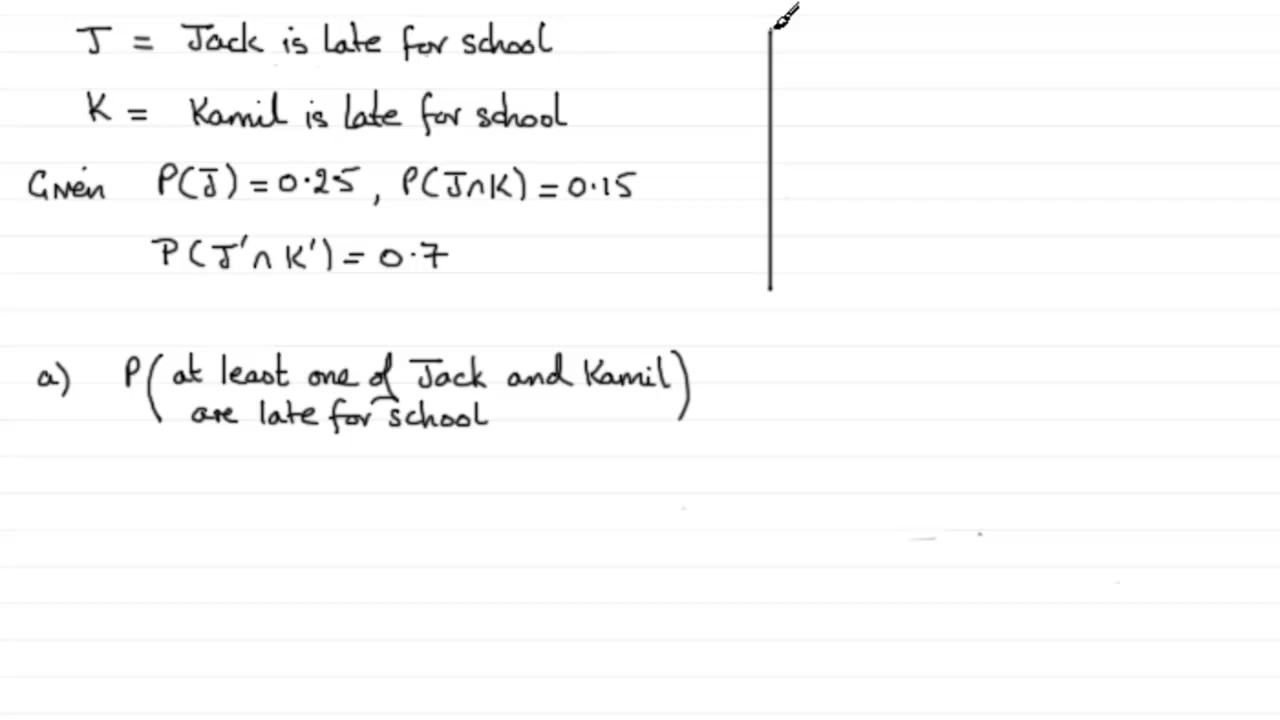 J = Jack is late for school
K = Kamil is late for school
Given P(J) = 0.25, P(J∩K) = 0.15
P(J′∩K′) = 0.7
a) P(at least one of Jack and Kamil)
are late for school